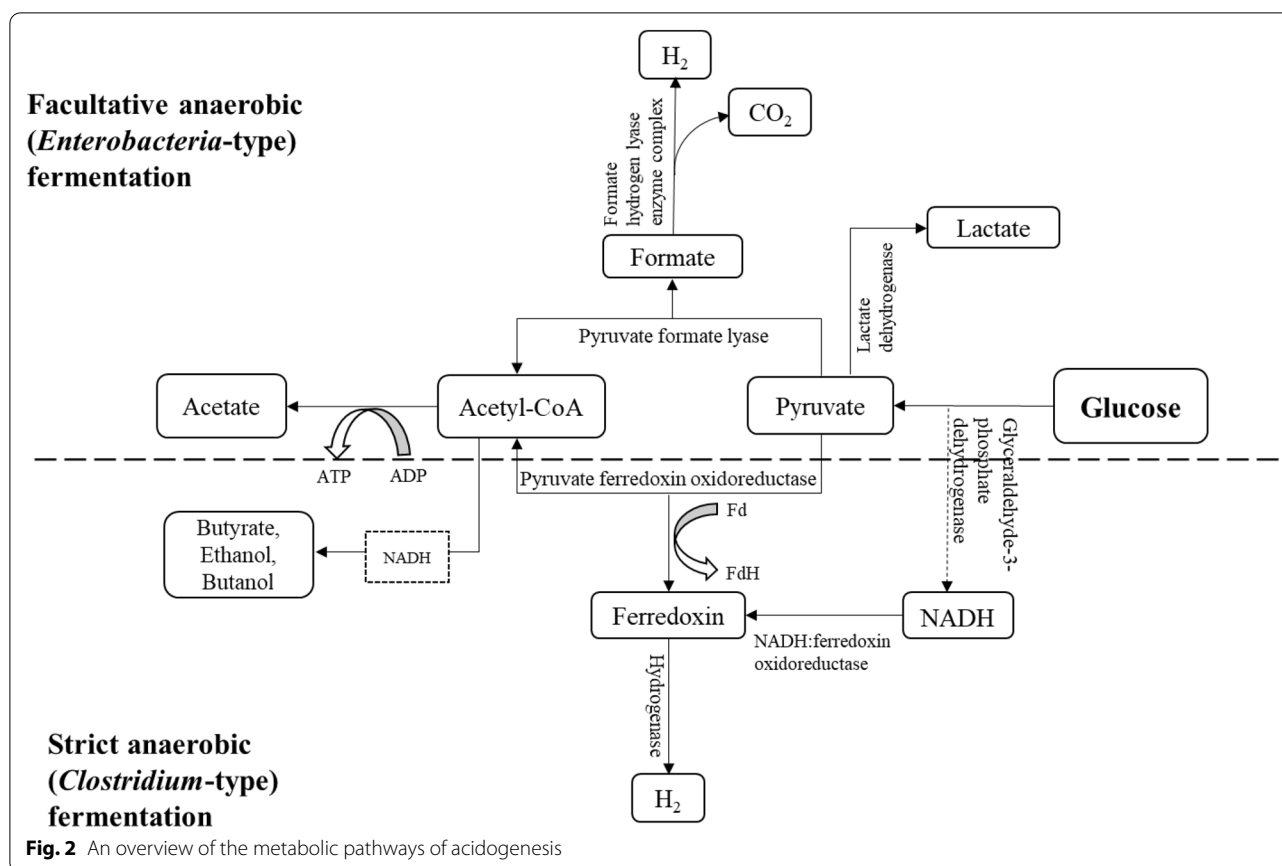 H₂
Facultative anaerobic
(Enterobacteria-type)
fermentation
CO₂
Formate
hydrogen lyase
enzyme complex
Lactate
Formate
Lactate
dehydrogenase
Pyruvate formate lyase
Acetate
Acetyl-CoA
Pyruvate
Glucose
ATP
ADP
Pyruvate ferredoxin oxidoreductase
Glyceraldehyde-3-
phosphate
dehydrogenase
Butyrate,
Ethanol,
Butanol
NADH
Fd
FdH
Ferredoxin
NADH
NADH:ferredoxin
oxidoreductase
Hydrogenase
Strict anaerobic
(Clostridium-type)
fermentation
H₂
Fig. 2 An overview of the metabolic pathways of acidogenesis